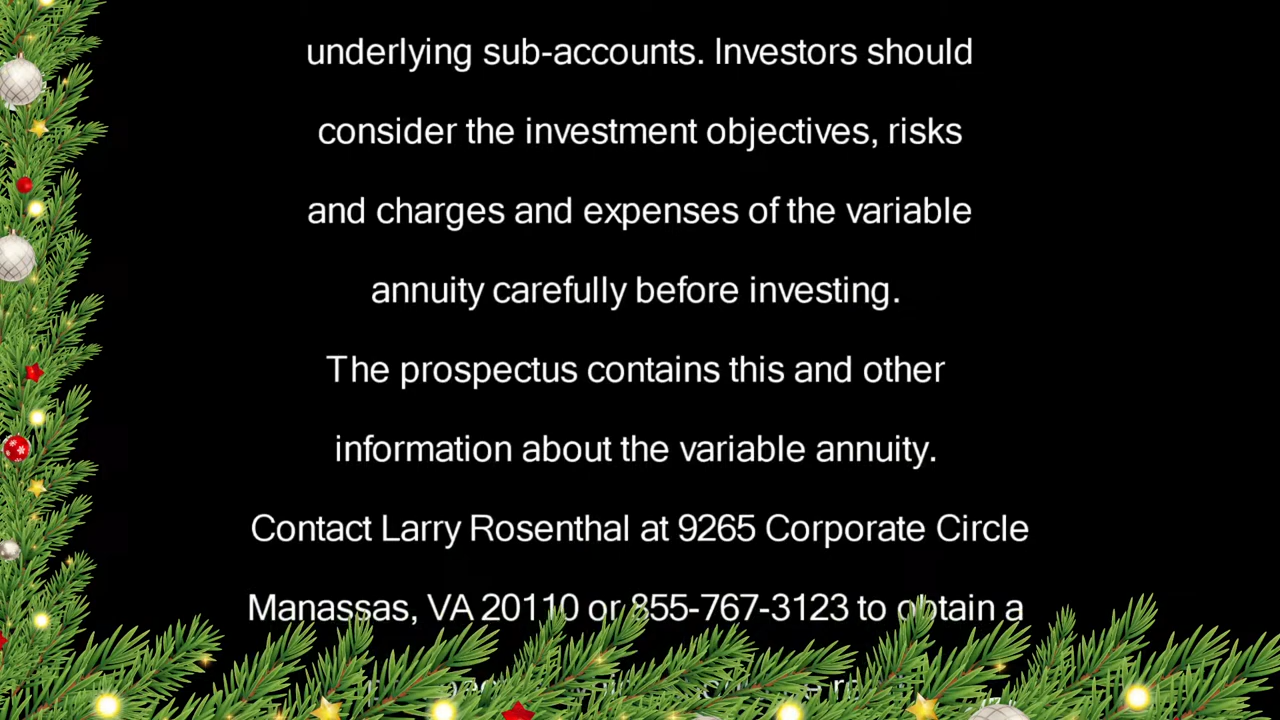 underlying sub-accounts. Investors should
consider the investment objectives, risks
and charges and expenses of the variable
annuity carefully before investing.
The prospectus contains this and other
information about the variable annuity.
Contact Larry Rosenthal at 9265 Corporate Circle
Manassas, VA 20110 or 855-767-3123 to obtain a